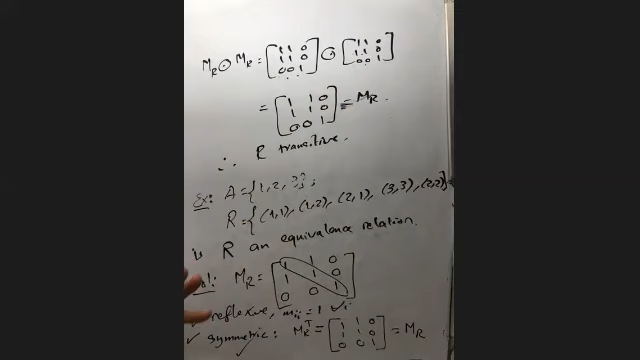 M_R ⊙ M_R = [1 1 0; 1 1 0; 0 0 1] ⊙ [1 1 0; 1 1 0; 0 0 1]
= [1 1 0; 1 1 0; 0 0 1] = M_R.
∴ R transitive.
Ex: A = {1, 2, 3};
R = {(1,1), (1,2), (2,1), (3,3), (2,2)}
R an equivalence relation.
M_R = [1 1 0; 1 1 0; 0 0 1]
reflexive, m_ii = 1 ∀i
✓ symmetric: M_R^T = [1 1 0; 1 1 0; 0 0 1] = M_R